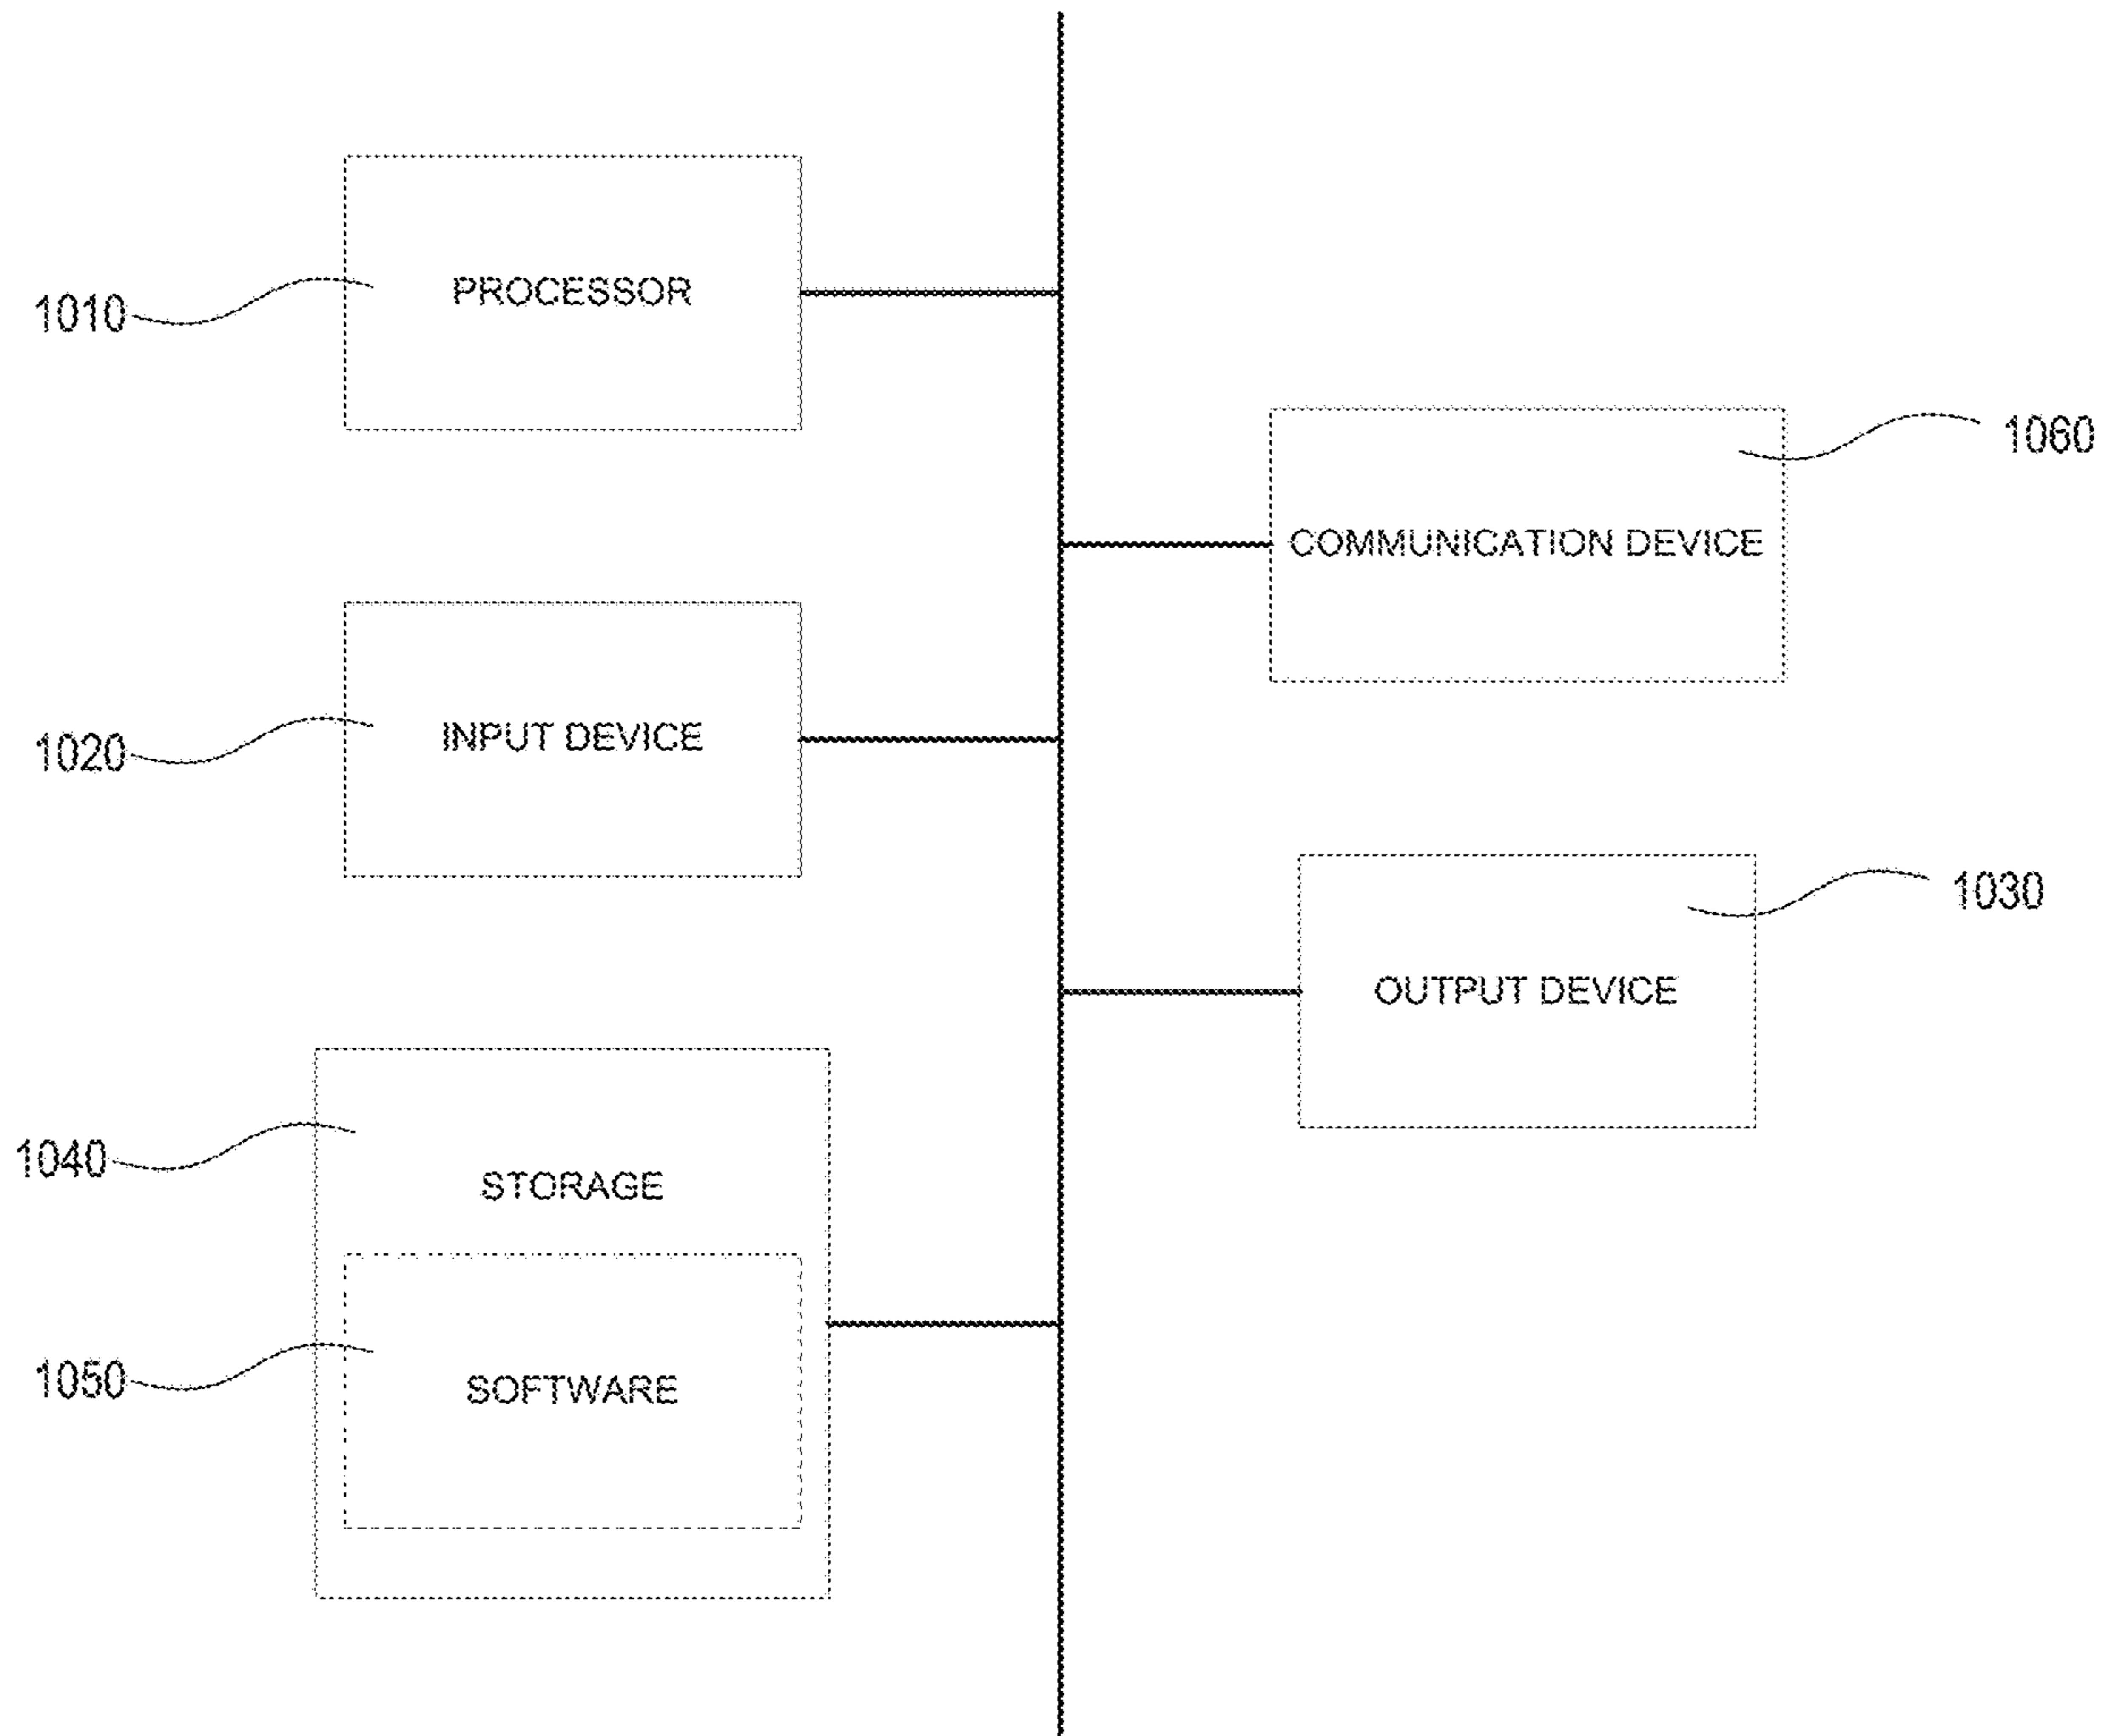 PROCESSOR
1010
1060
COMMUNICATION DEVICE
INPUT DEVICE
1020
1030
OUTPUT DEVICE
1040
STORAGE
1050
SOFTWARE